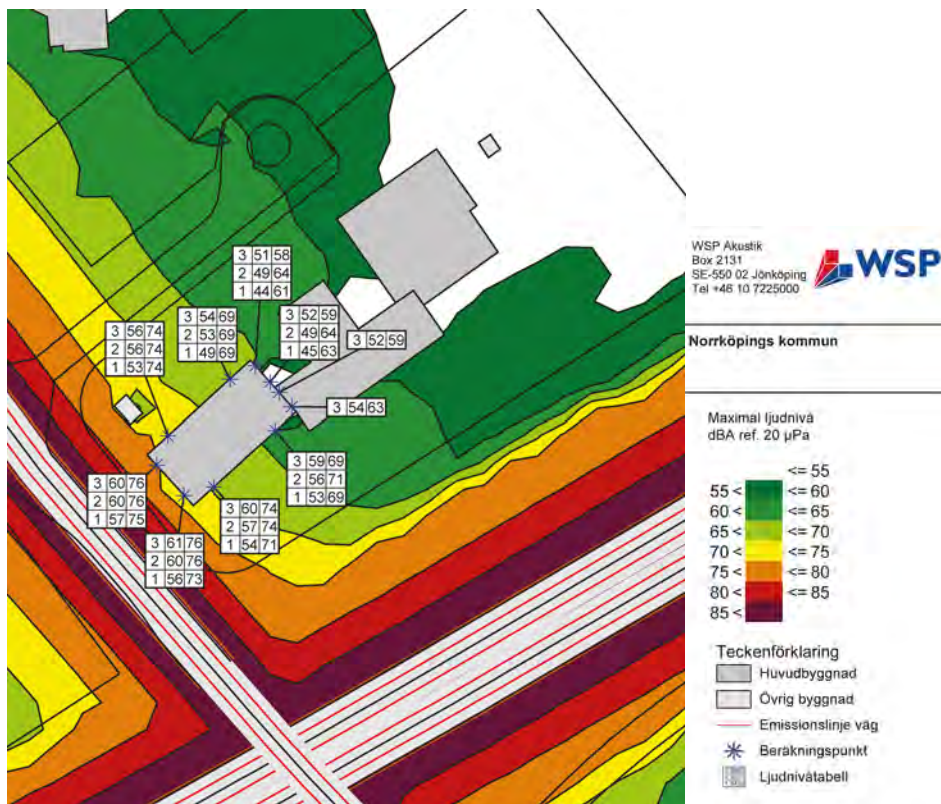 3 51 58
2 49 64
1 44 61
3 54 69
2 53 69
1 49 69
3 52 59
2 49 64
1 45 63
3 52 59
3 56 74
2 56 74
1 53 74
3 54 63
3 59 69
2 56 71
1 53 69
3 60 76
2 60 76
1 57 75
3 60 74
2 57 74
1 54 71
3 61 76
2 60 76
1 56 73
WSP Akustik
Box 2131
SE-550 02 Jönköping
Tel +46 10 7225000
WSP
Norrköpings kommun
Maximal ljudnivå
dBA ref. 20 µPa
<= 55
55 < <= 60
60 < <= 65
65 < <= 70
70 < <= 75
75 < <= 80
80 < <= 85
85 <
Teckenförklaring
Huvudbyggnad
Övrig byggnad
Emissionslinje väg
Beräkningspunkt
Ljudnivåtabell